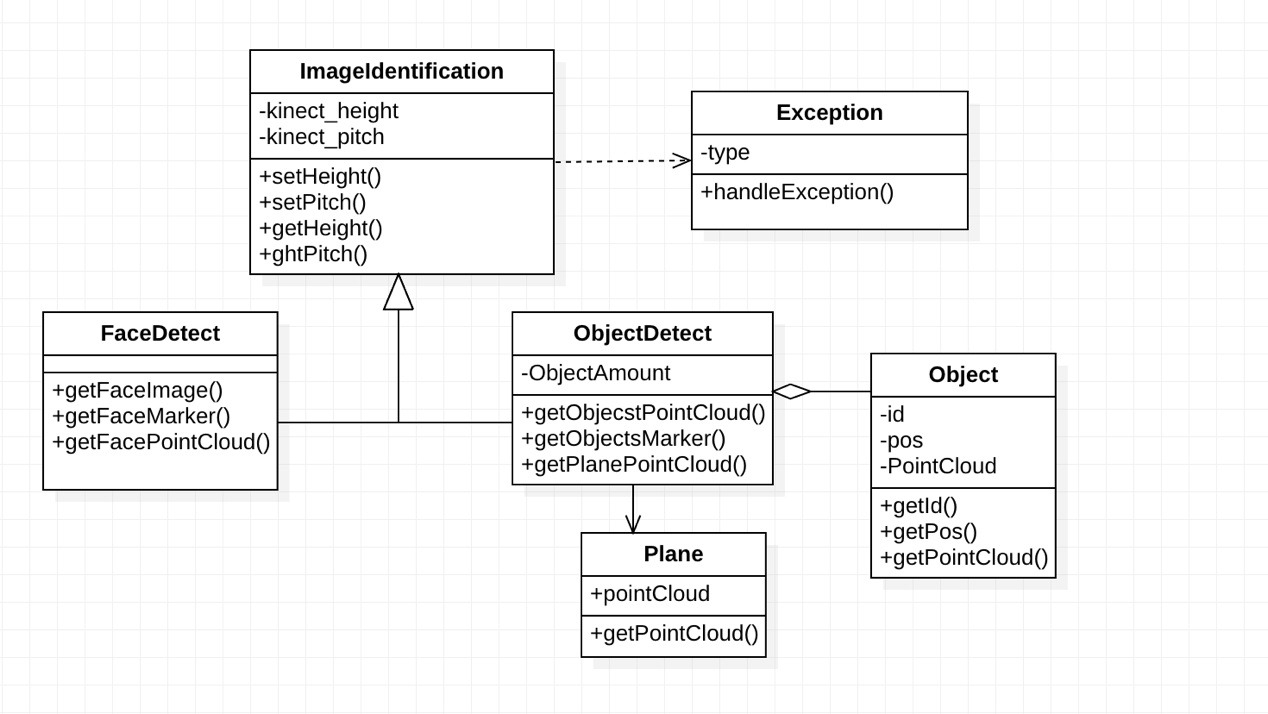 ImageIdentification
-kinect_height
-kinect_pitch
+setHeight()
+setPitch()
+getHeight()
+ghtPitch()
Exception
-type
+handleException()
FaceDetect
+getFaceImage()
+getFaceMarker()
+getFacePointCloud()
ObjectDetect
-ObjectAmount
+getObjecstPointCloud()
+getObjectsMarker()
+getPlanePointCloud()
Object
-id
-pos
-PointCloud
+getId()
+getPos()
+getPointCloud()
Plane
+pointCloud
+getPointCloud()